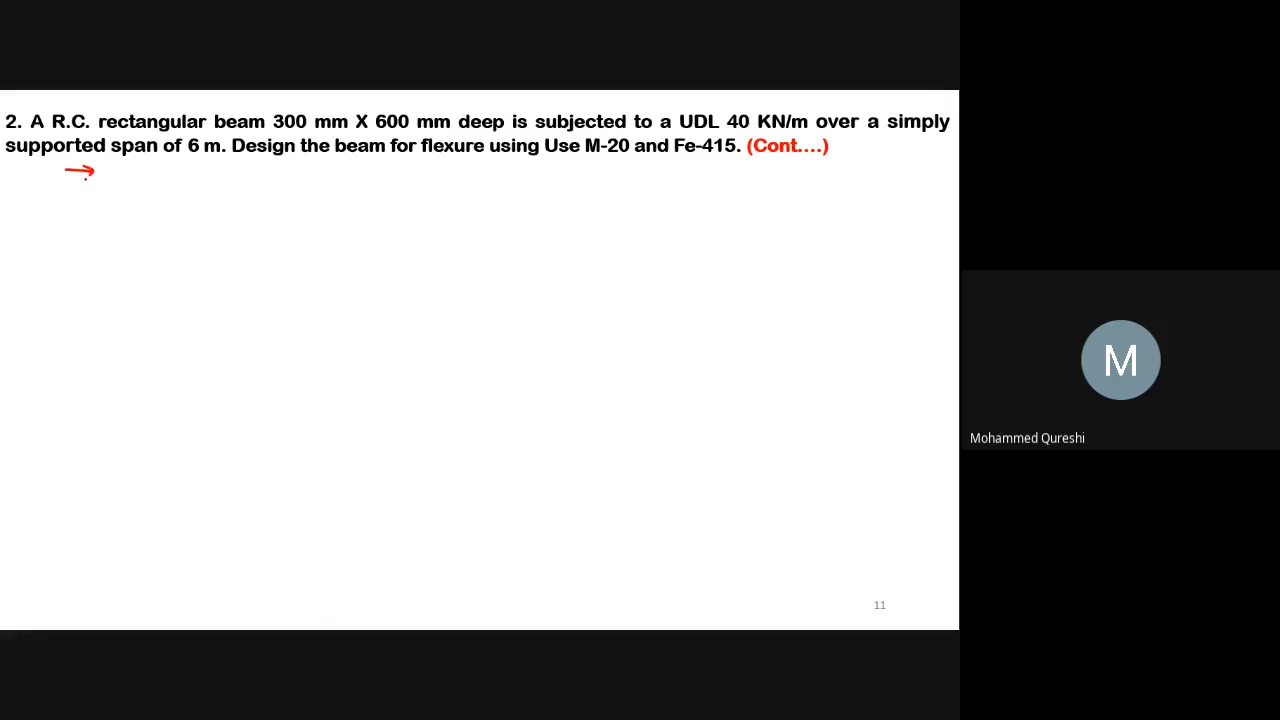 2. A R.C. rectangular beam 300 mm X 600 mm deep is subjected to a UDL 40 KN/m over a simply
supported span of 6 m. Design the beam for flexure using Use M-20 and Fe-415. (Cont....)
M
Mohammed Qureshi
11